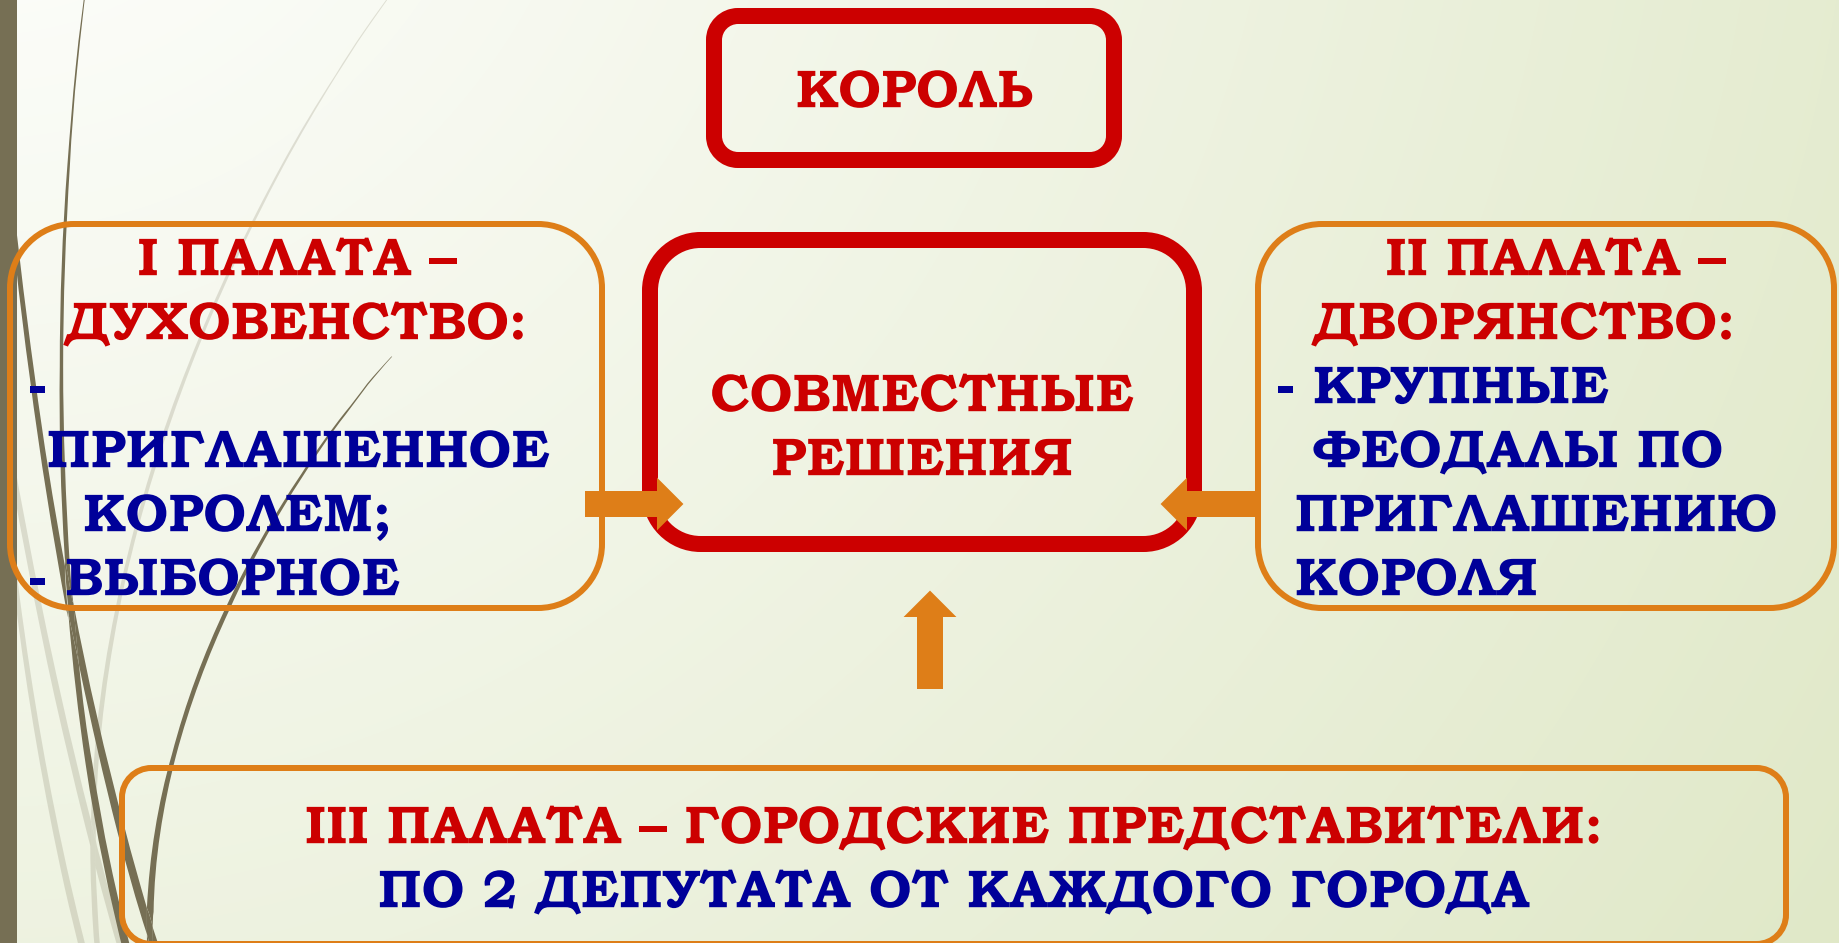 КОРОЛЬ
I ПАЛАТА –
ДУХОВЕНСТВО:
-
ПРИГЛАШЕННОЕ
КОРОЛЕМ;
- ВЫБОРНОЕ
СОВМЕСТНЫЕ
РЕШЕНИЯ
II ПАЛАТА –
ДВОРЯНСТВО:
- КРУПНЫЕ
ФЕОДАЛЫ ПО
ПРИГЛАШЕНИЮ
КОРОЛЯ
III ПАЛАТА – ГОРОДСКИЕ ПРЕДСТАВИТЕЛИ:
ПО 2 ДЕПУТАТА ОТ КАЖДОГО ГОРОДА